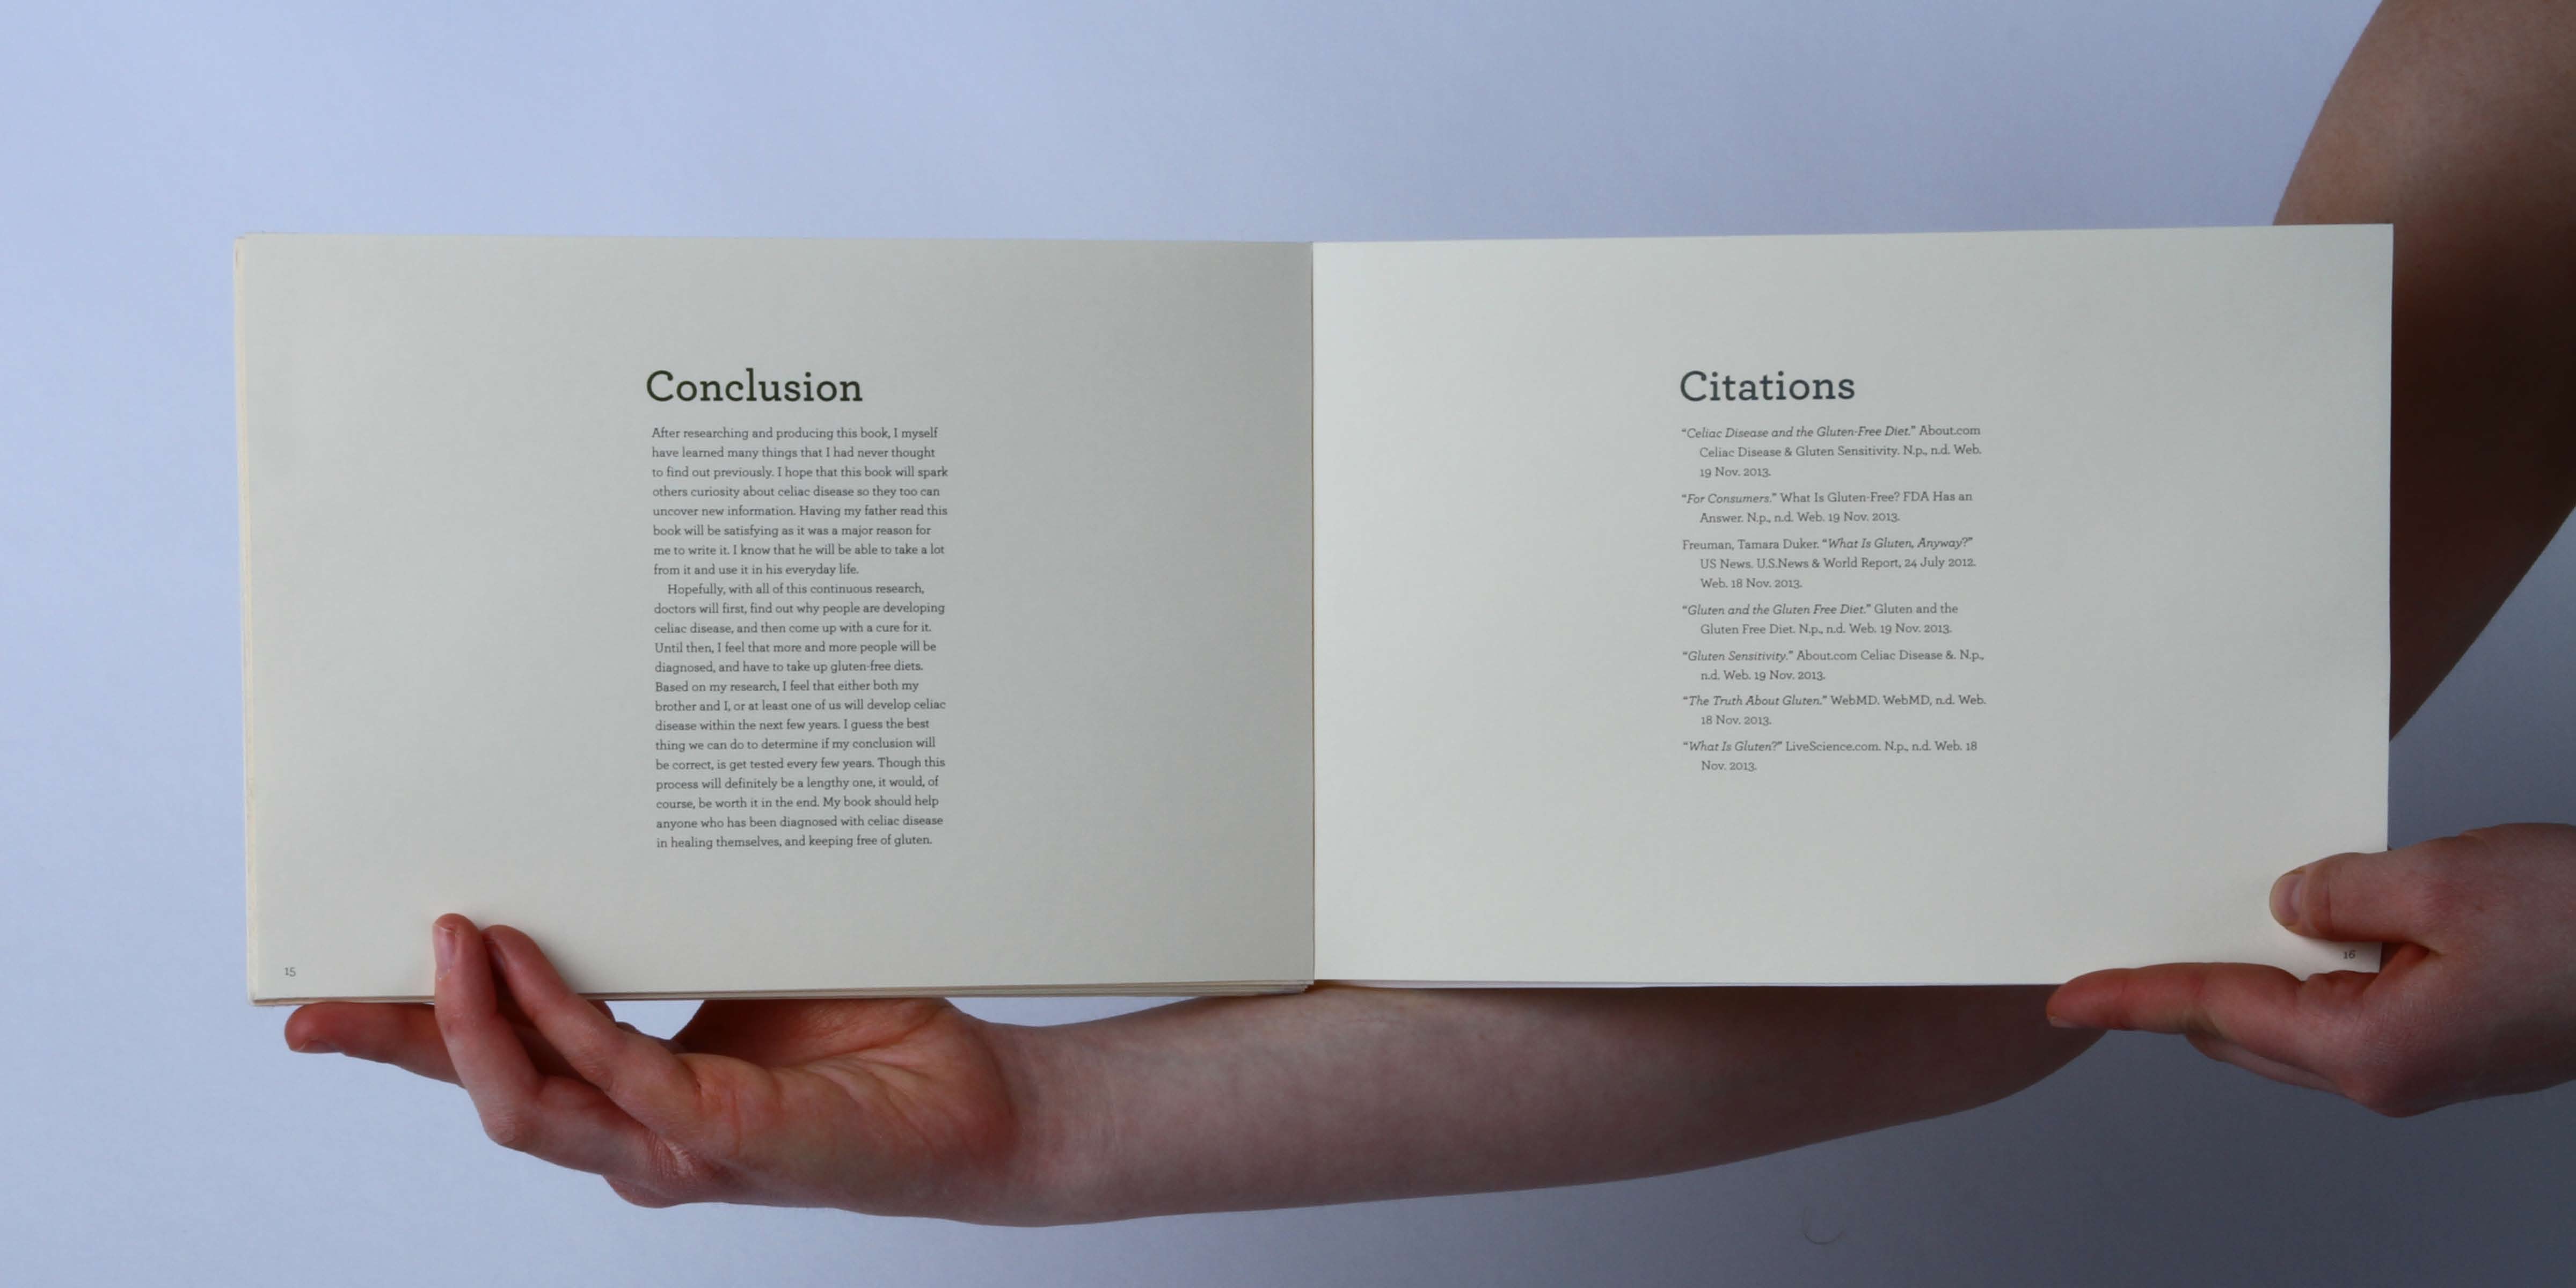 Conclusion
After researching and producing this book, I myself
have learned many things that I had never thought
to find out previously. I hope that this book will spark
others curiosity about celiac disease so they too can
uncover new information. Having my father read this
book will be satisfying as it was a major reason for
me to write it. I know that he will be able to take a lot
from it and use it in his everyday life.
Hopefully, with all of this continuous research,
doctors will first, find out why people are developing
celiac disease, and then come up with a cure for it.
Until then, I feel that more and more people will be
diagnosed, and have to take up gluten-free diets.
Based on my research, I feel that either both my
brother and I, or at least one of us will develop celiac
disease within the next few years. I guess the best
thing we can do to determine if my conclusion will
be correct, is get tested every few years. Though this
process will definitely be a lengthy one, it would, of
course, be worth it in the end. My book should help
anyone who has been diagnosed with celiac disease
in healing themselves, and keeping free of gluten.
15
Citations
“Celiac Disease and the Gluten-Free Diet.” About.com
Celiac Disease & Gluten Sensitivity. N.p., n.d. Web.
19 Nov. 2013.
“For Consumers.” What Is Gluten-Free? FDA Has an
Answer. N.p., n.d. Web. 19 Nov. 2013.
Freuman, Tamara Duker. “What Is Gluten, Anyway?”
US News. U.S.News & World Report, 24 July 2012.
Web. 18 Nov. 2013.
“Gluten and the Gluten Free Diet.” Gluten and the
Gluten Free Diet. N.p., n.d. Web. 19 Nov. 2013.
“Gluten Sensitivity.” About.com Celiac Disease &. N.p.,
n.d. Web. 19 Nov. 2013.
“The Truth About Gluten.” WebMD. WebMD, n.d. Web.
18 Nov. 2013.
“What Is Gluten?” LiveScience.com. N.p., n.d. Web. 18
Nov. 2013.
16